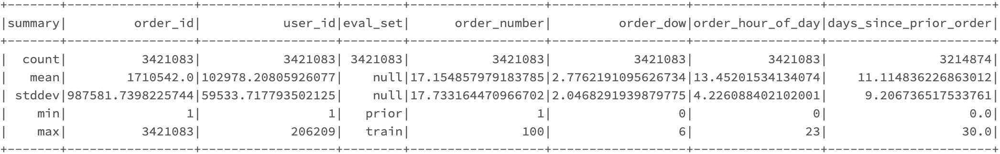 +-------+-----------------+------------------+--------+------------------+------------------+-----------------+----------------------+
|summary|         order_id|           user_id|eval_set|      order_number|         order_dow|order_hour_of_day|days_since_prior_order|
+-------+-----------------+------------------+--------+------------------+------------------+-----------------+----------------------+
|  count|          3421083|           3421083| 3421083|           3421083|           3421083|          3421083|               3214874|
|   mean|        1710542.0|102978.20805926077|    null|17.154857979183785|2.7762191095626734|13.45201534134074|    11.114836226863012|
| stddev|987581.7398225744|59533.717793502125|    null|17.733164470966702|2.0468291939879775|4.226088402102001|     9.206736517533761|
|    min|                1|                 1|   prior|                 1|                 0|                0|                   0.0|
|    max|          3421083|            206209|   train|               100|                 6|               23|                  30.0|
+-------+-----------------+------------------+--------+------------------+------------------+-----------------+----------------------+